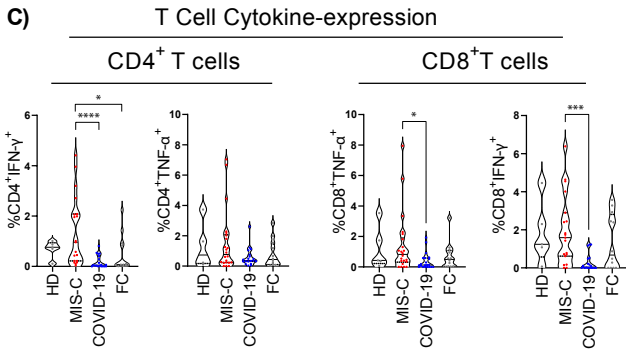 C)
T Cell Cytokine-expression
CD4+ T cells
CD8+T cells
%CD4+IFN-γ+
6
4
2
0
*
****
HD
MIS-C
COVID-19
FC
%CD4+TNF-α+
10
8
6
4
2
0
HD
MIS-C
COVID-19
FC
%CD8+TNF-α+
10
8
6
4
2
0
*
HD
MIS-C
COVID-19
FC
%CD8+IFN-γ+
8
6
4
2
0
***
HD
MIS-C
COVID-19
FC